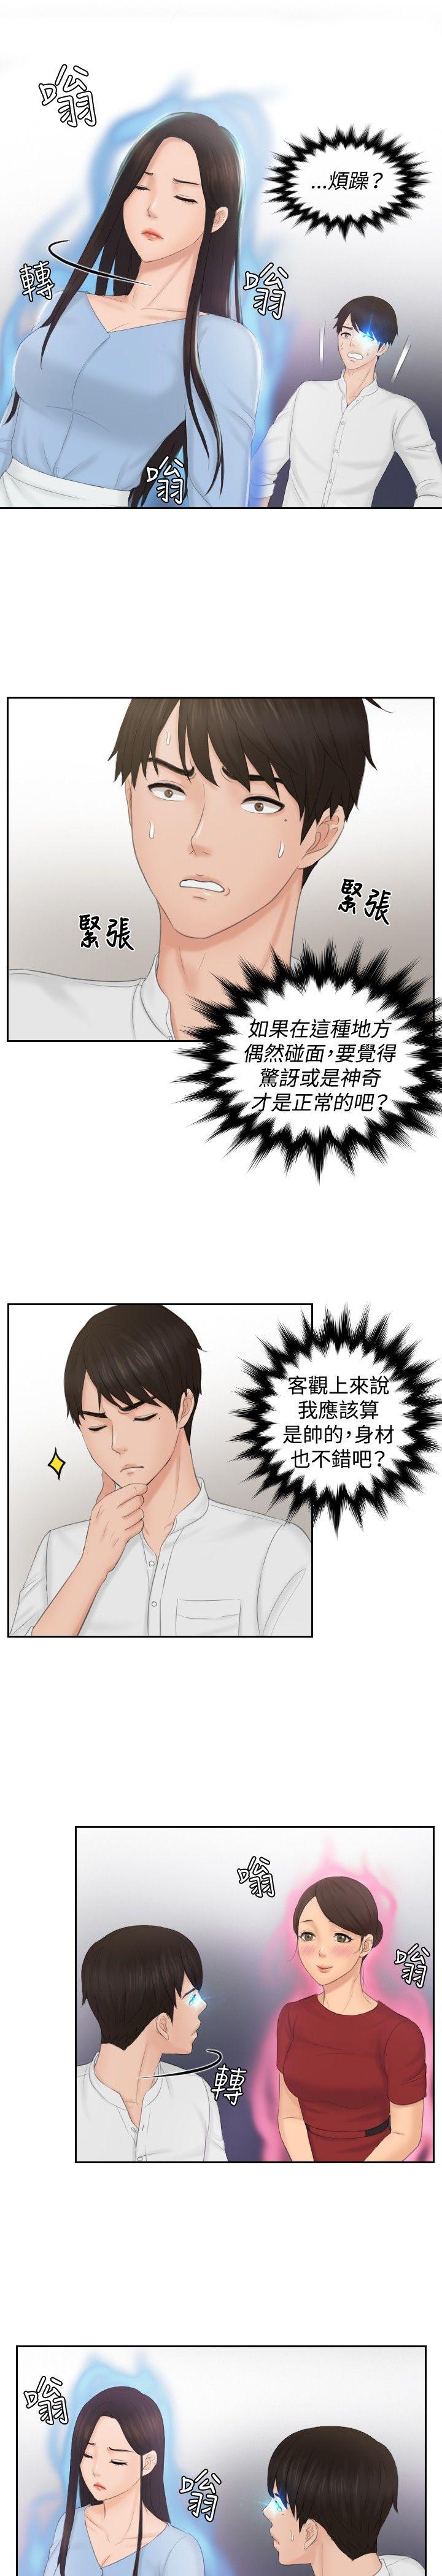 嗡
…煩躁？
轉
嗡
嗡
緊張
緊張
如果在這種地方
偶然碰面，要覺得
驚訝或是神奇
才是正常的吧？
客觀上來說
我應該算
是帥的，身材
也不錯吧？
嗡
嗡
轉
嗡
嗡